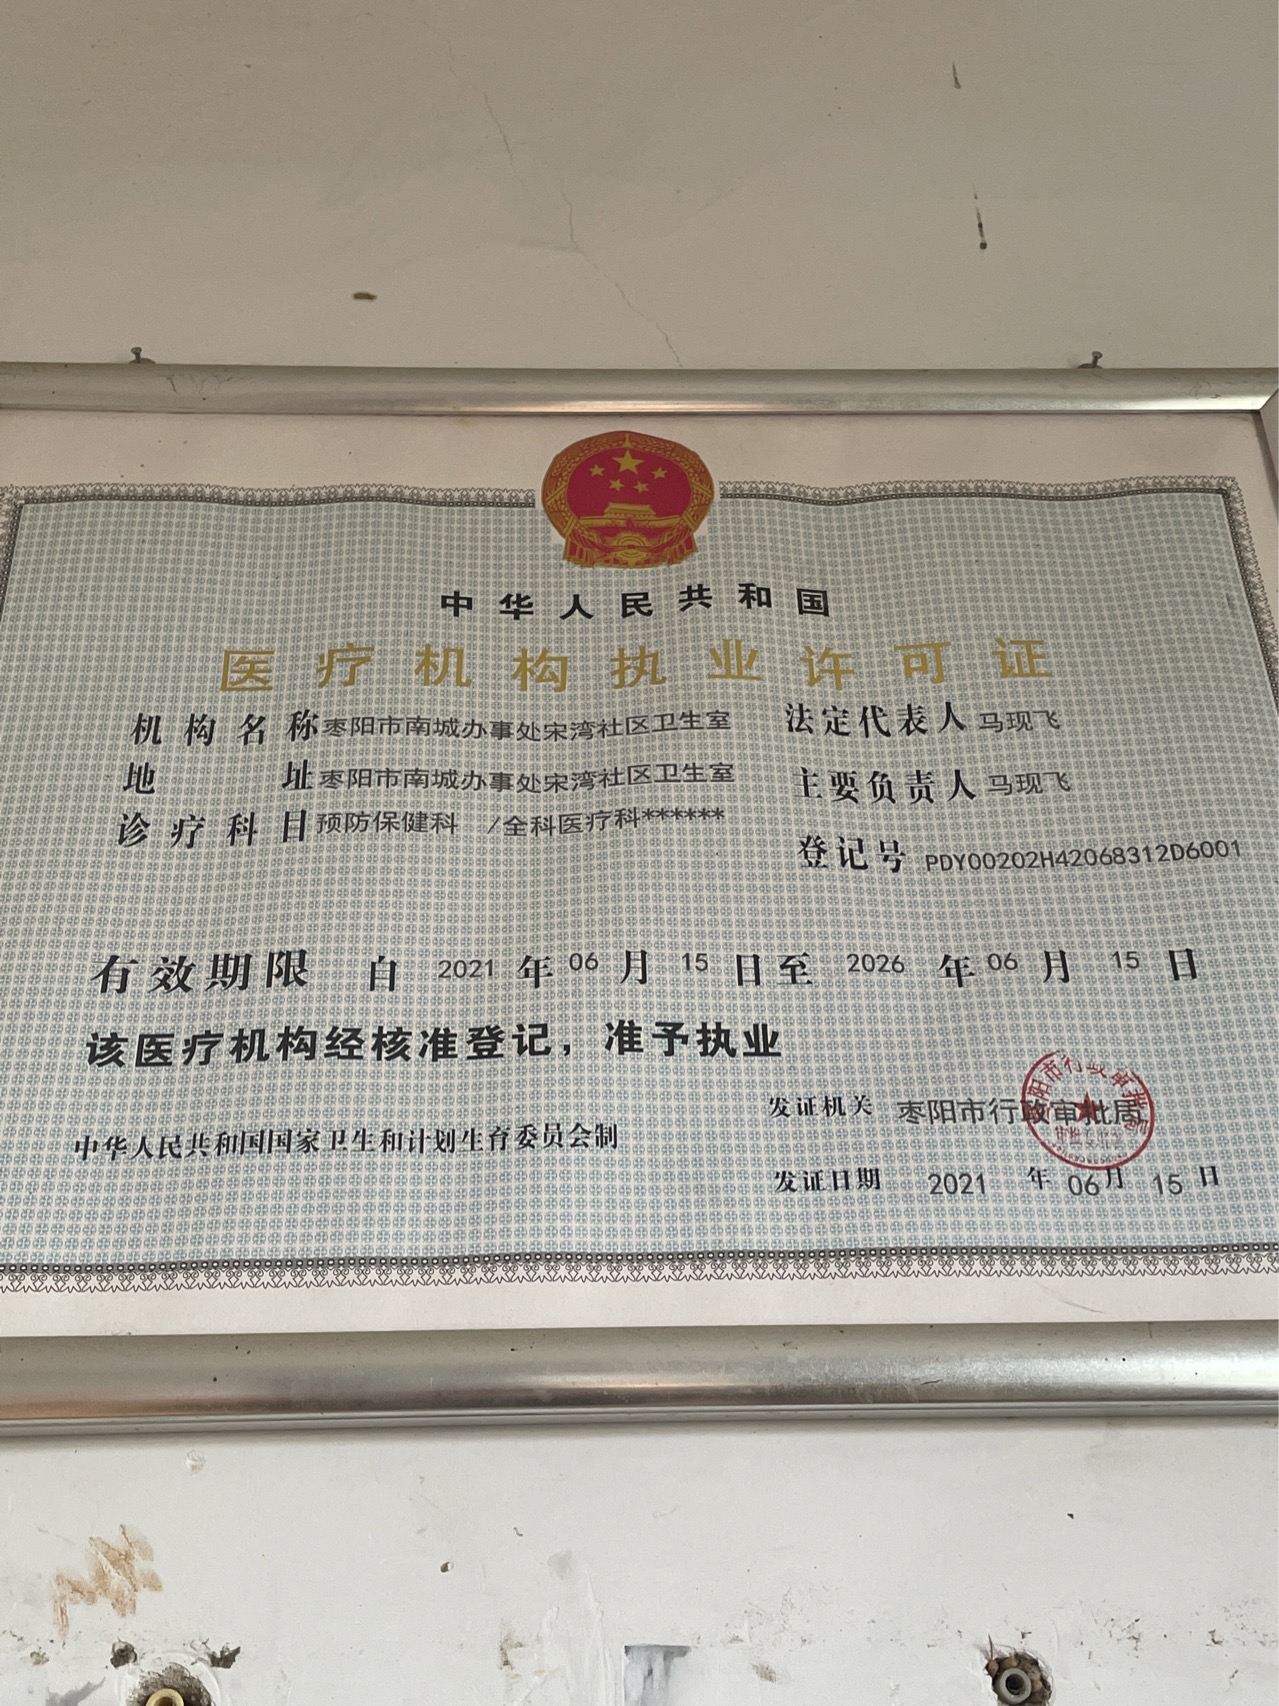 中华人民共和国
医疗机构执业许可证
机构名称 枣阳市南城办事处宋湾社区卫生室
法定代表人 马现飞
地址 枣阳市南城办事处宋湾社区卫生室
主要负责人 马现飞
诊疗科目 预防保健科 /全科医疗科******
登记号 PDY00202H42068312D6001
有效期限 自 2021 年 06 月 15 日至 2026 年 06 月 15 日
该医疗机构经核准登记，准予执业
发证机关 枣阳市行政审批局
枣阳市行政审批局
中华人民共和国国家卫生和计划生育委员会制
发证日期 2021 年 06 月 15 日